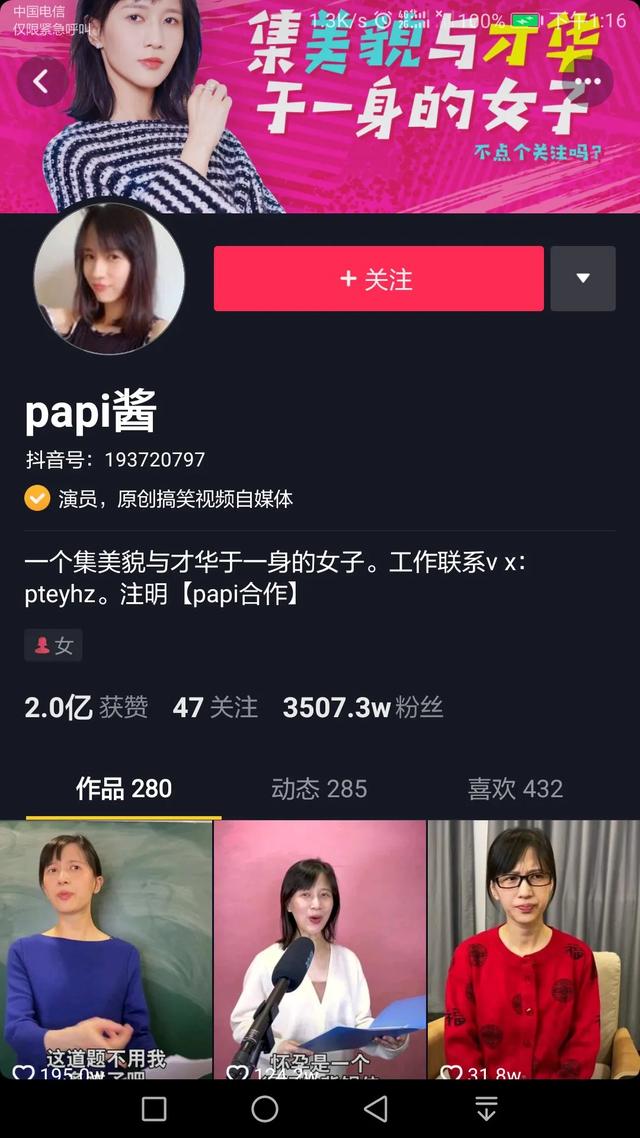 中国电信
仅限紧急呼叫
1.3K/s
100%
下午1:16
集美貌与才华
于一身的女子
不点个关注吗?
+ 关注
papi酱
抖音号：193720797
演员，原创搞笑视频自媒体
一个集美貌与才华于一身的女子。工作联系v x：
pteyhz。注明【papi合作】
女
2.0亿 获赞 47 关注 3507.3w 粉丝
作品 280 动态 285 喜欢 432
这道题不用我
怀孕是一个
195.0w 124.2w 31.8w